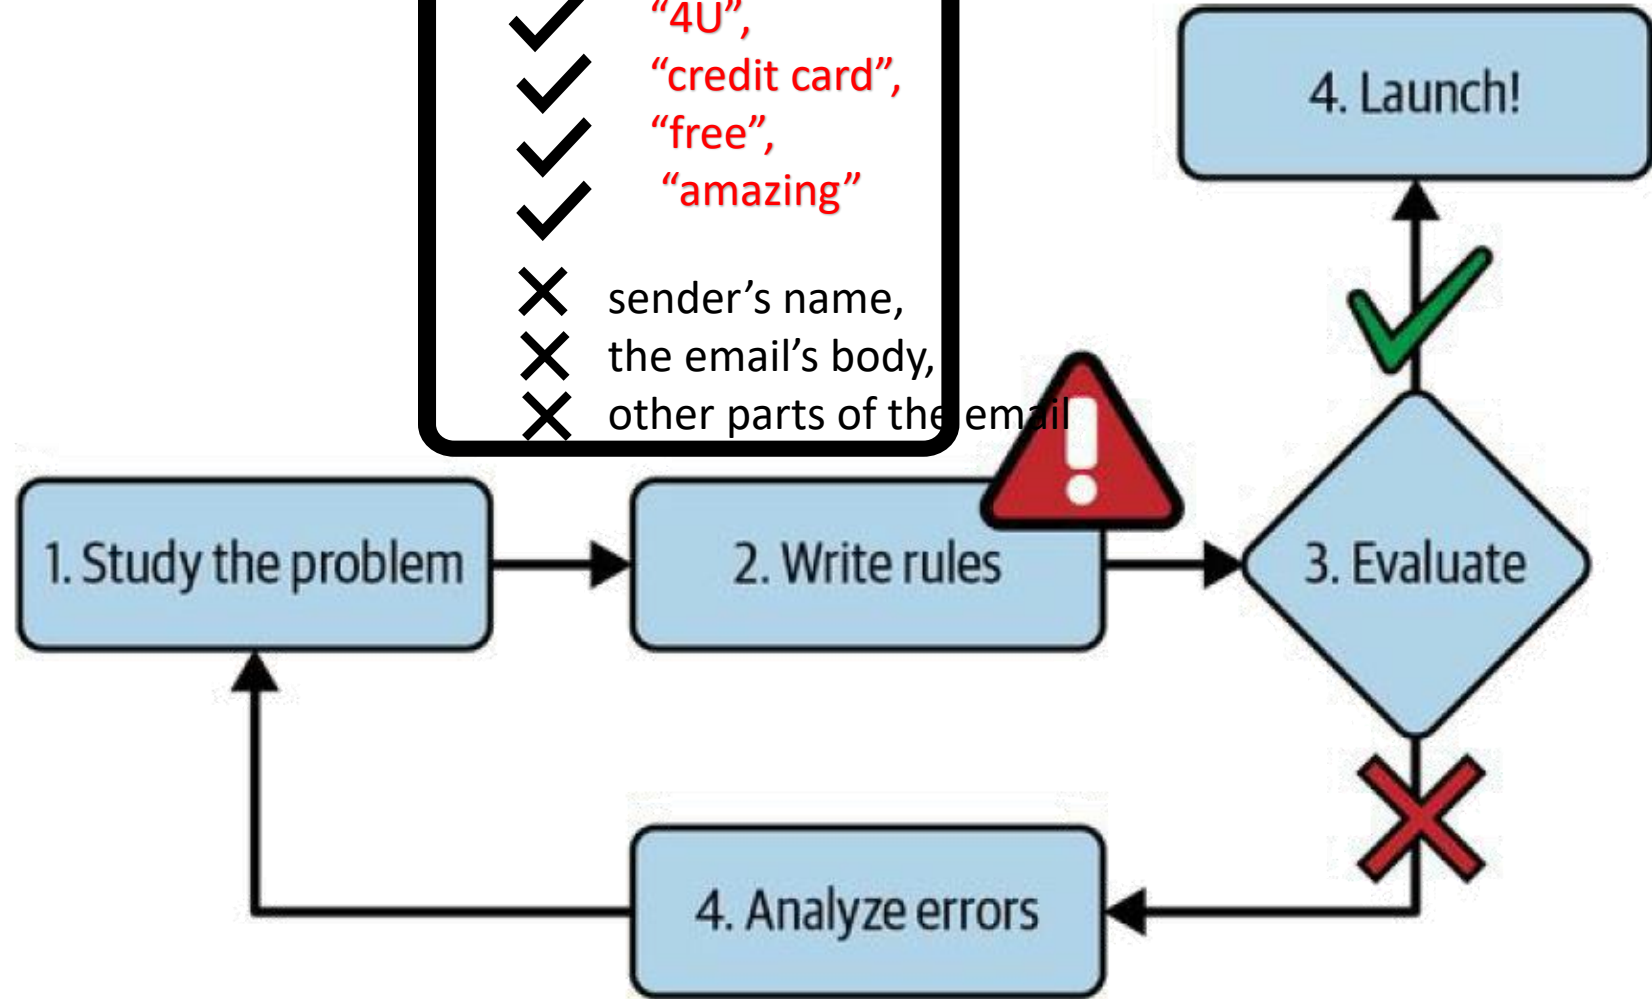 “4U”,
“credit card”,
“free”,
“amazing”
sender’s name,
the email’s body,
other parts of the email
4. Launch!
1. Study the problem
2. Write rules
3. Evaluate
4. Analyze errors